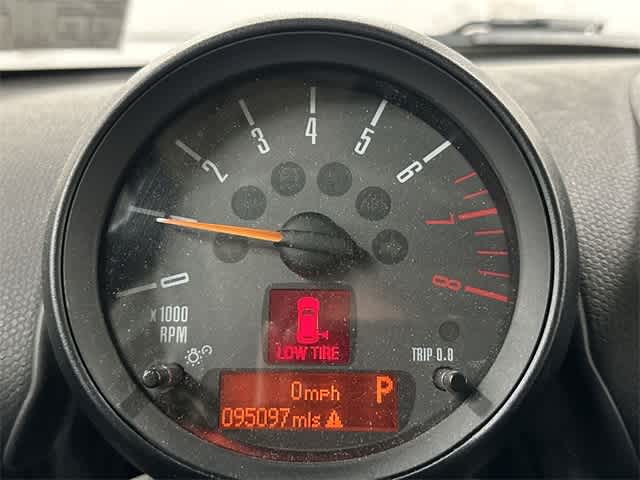 0
2
3
4
5
6
7
8
x1000
RPM
LOW TIRE
TRIP 0.0
0mph P
095097mls